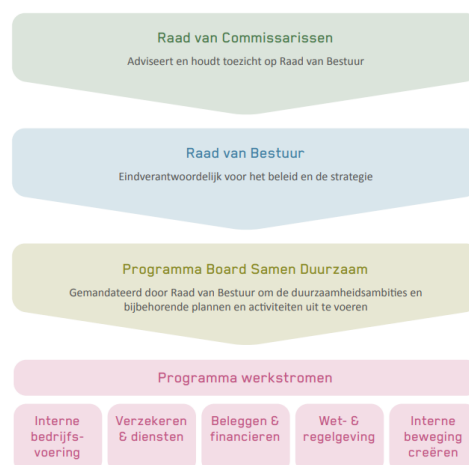 Raad van Commissarissen
Adviseert en houdt toezicht op Raad van Bestuur
Raad van Bestuur
Eindverantwoordelijk voor het beleid en de strategie
Programma Board Samen Duurzaam
Gemandateerd door Raad van Bestuur om de duurzaamheidsambities en
bijbehorende plannen en activiteiten uit te voeren
Programma werkstromen
Interne
bedrijfs-
voering
Verzekeren
& diensten
Beleggen &
financieren
Wet- &
regelgeving
Interne
beweging
creëren